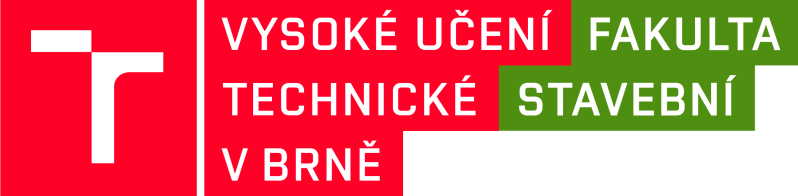 VYSOKÉ UČENÍ FAKULTA
TECHNICKÉ STAVEBNÍ
V BRNĚ